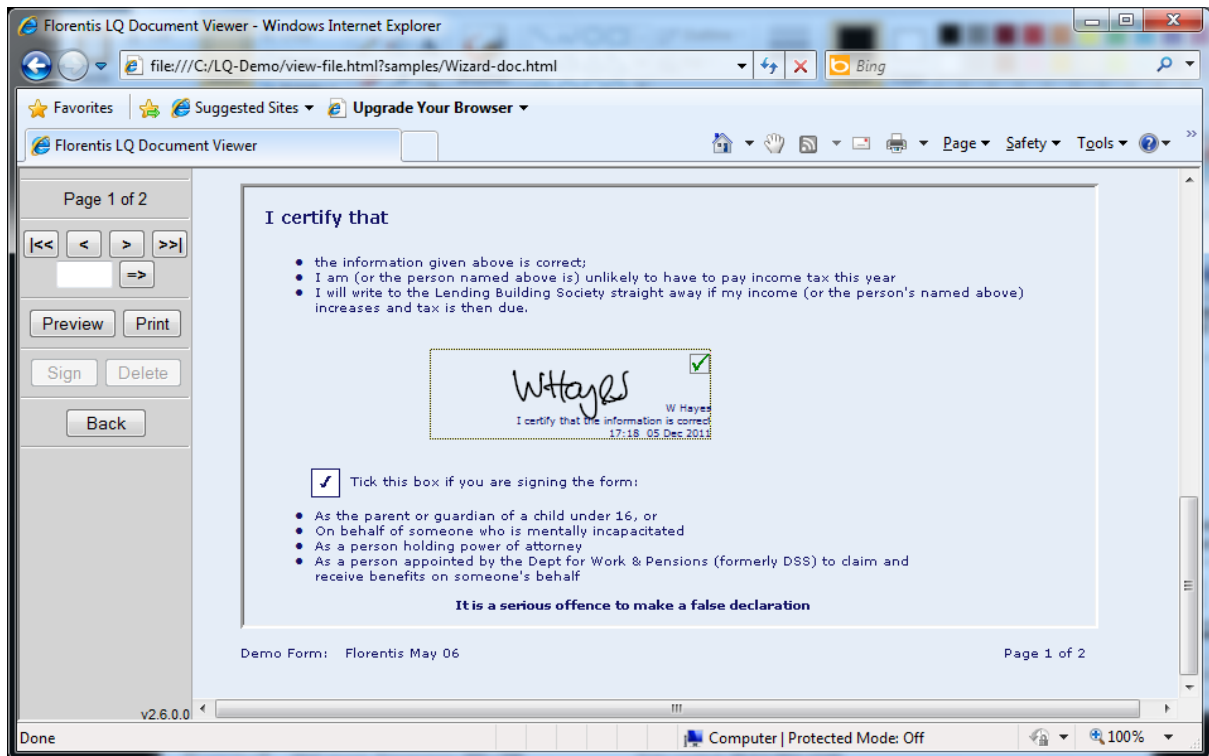 Florentis LQ Document Viewer - Windows Internet Explorer
file:///C:/LQ-Demo/view-file.html?samples/Wizard-doc.html
Bing
Favorites
Suggested Sites
Upgrade Your Browser
Florentis LQ Document Viewer
Page
Safety
Tools
Page 1 of 2
|<<
<
>
>>|
=>
Preview
Print
Sign
Delete
Back
v2.6.0.0
I certify that
the information given above is correct;
I am (or the person named above is) unlikely to have to pay income tax this year
I will write to the Lending Building Society straight away if my income (or the person's named above)
increases and tax is then due.
WHayes
W Hayes
I certify that the information is correct
17:18 05 Dec 2011
Tick this box if you are signing the form:
As the parent or guardian of a child under 16, or
On behalf of someone who is mentally incapacitated
As a person holding power of attorney
As a person appointed by the Dept for Work & Pensions (formerly DSS) to claim and
receive benefits on someone's behalf
It is a serious offence to make a false declaration
Demo Form: Florentis May 06
Page 1 of 2
Done
Computer | Protected Mode: Off
100%